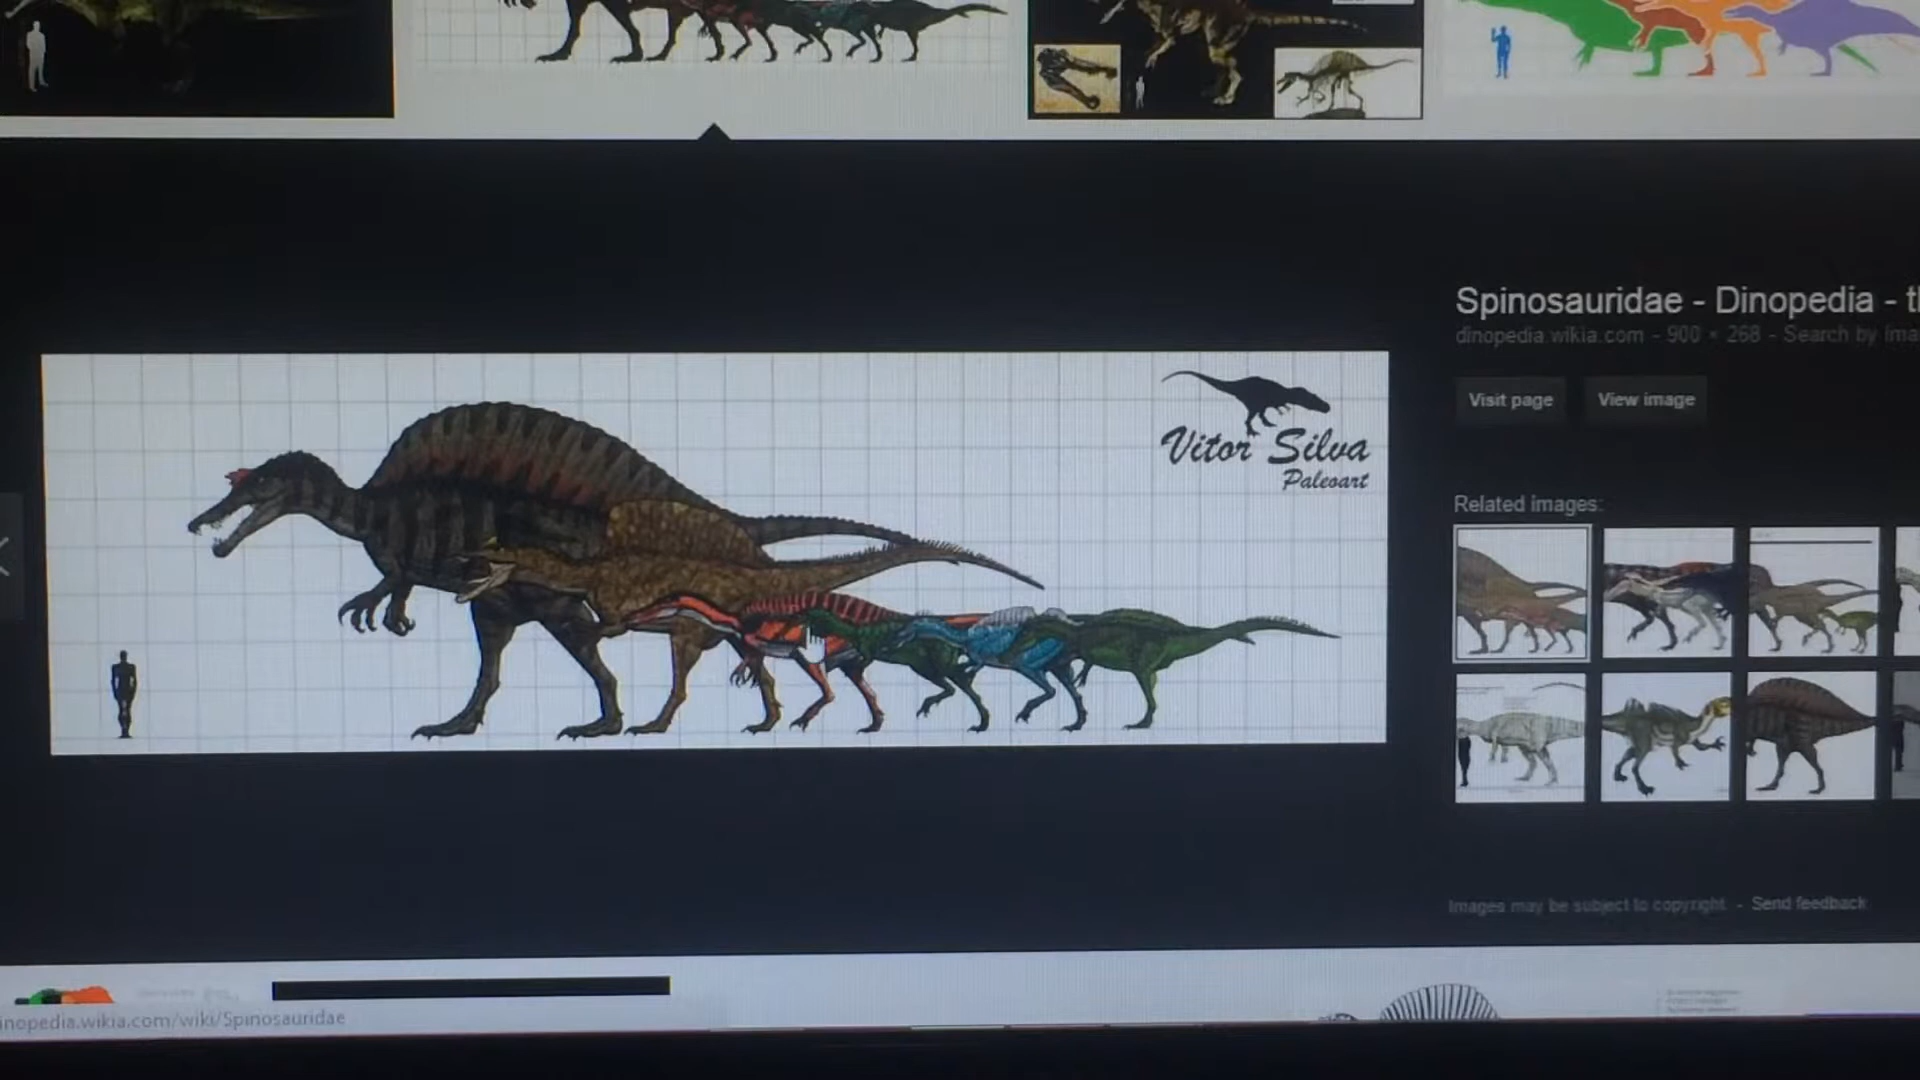 Spinosauridae - Dinopedia - t
dinopedia.wikia.com - 900 × 268 - Search by ima
Visit page
View image
Vitor Silva
Paleoart
Related images:
Images may be subject to copyright. - Send feedback
inopedia.wikia.com/wiki/Spinosauridae